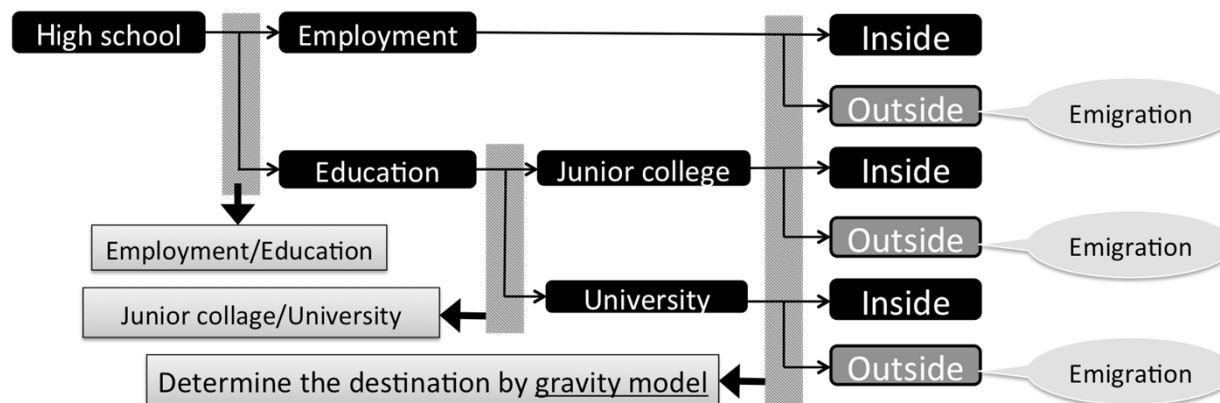 High school
Employment
Inside
Outside
Emigration
Education
Junior college
Inside
Outside
Emigration
Employment/Education
University
Inside
Junior collage/University
Outside
Emigration
Determine the destination by gravity model